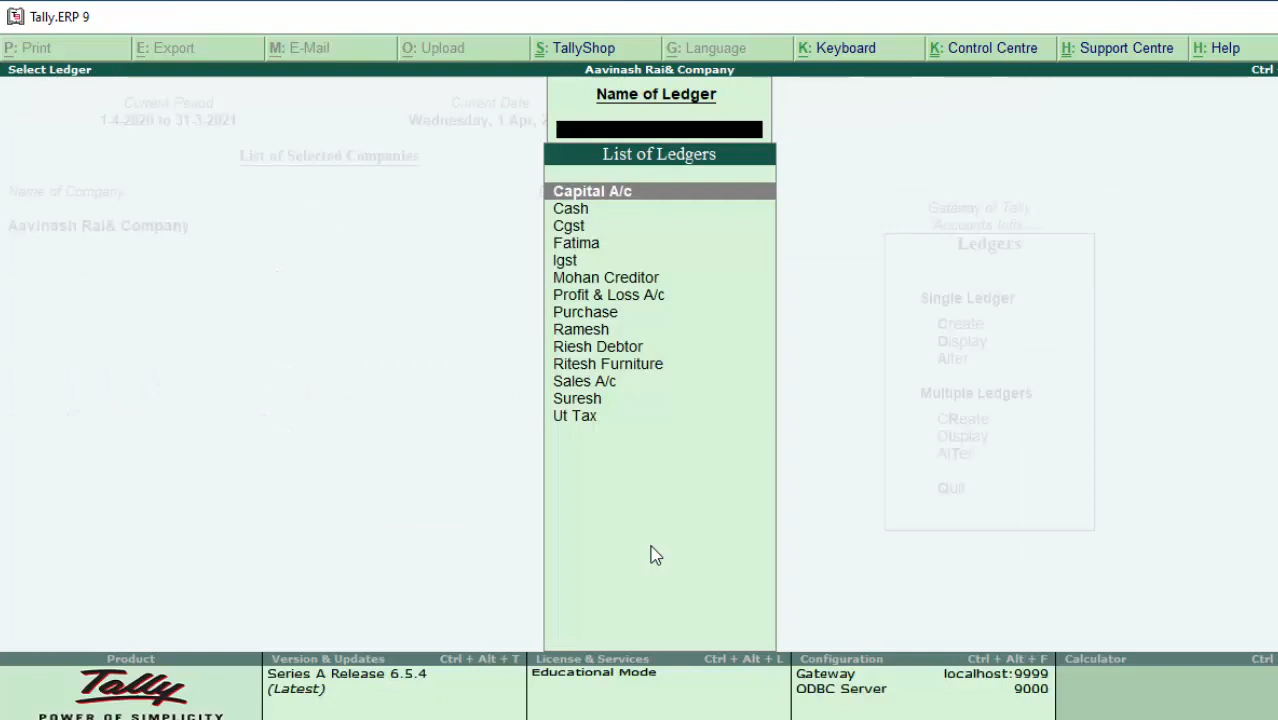 Tally.ERP 9
P: Print E: Export M: E-Mail O: Upload S: TallyShop G: Language K: Keyboard K: Control Centre H: Support Centre H: Help
Select Ledger Aavinash Rai& Company Ctrl
Name of Ledger
Current Period Current Date
1-4-2020 to 31-3-2021 Wednesday, 1 Apr, 2
List of Selected Companies
Name of Company
Aavinash Rai& Company
List of Ledgers
Capital A/c
Cash
Cgst
Fatima
Igst
Mohan Creditor
Profit & Loss A/c
Purchase
Ramesh
Riesh Debtor
Ritesh Furniture
Sales A/c
Suresh
Ut Tax
Gateway of Tally
Accounts Info.....
Ledgers
Single Ledger
Create
Display
Alter
Multiple Ledgers
CReate
DIsplay
AlTer
Quit
Product
Tally
POWER OF SIMPLICITY
Version & Updates Ctrl + Alt + T
Series A Release 6.5.4
(Latest)
License & Services Ctrl + Alt + L
Educational Mode
Configuration Ctrl + Alt + F
Gateway localhost:9999
ODBC Server 9000
Calculator Ctrl